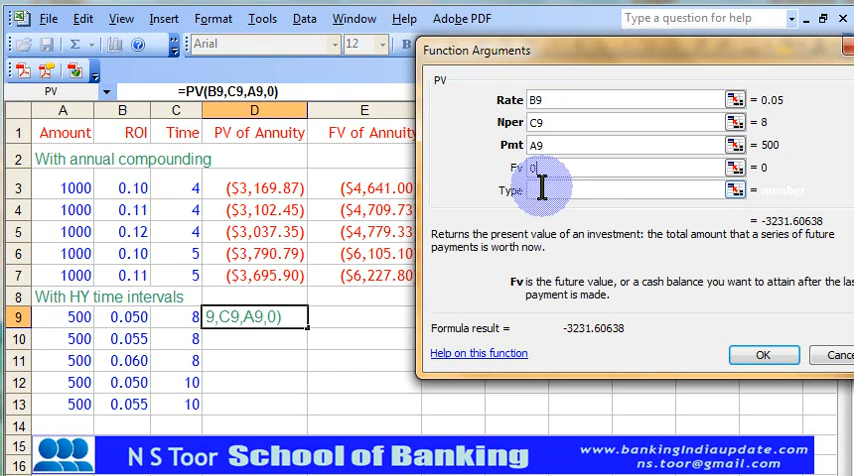 File Edit View Insert Format Tools Data Window Help Adobe PDF Type a question for help
Arial 12 B
PV =PV(B9,C9,A9,0)
A B C D E
1 Amount ROI Time PV of Annuity FV of Annuity
2 With annual compounding
3 1000 0.10 4 ($3,169.87) ($4,641.00
4 1000 0.11 4 ($3,102.45) ($4,709.73
5 1000 0.12 4 ($3,037.35) ($4,779.33
6 1000 0.10 5 ($3,790.79) ($6,105.10
7 1000 0.11 5 ($3,695.90) ($6,227.80
8 With HY time intervals
9 500 0.050 8 9,C9,A9,0)
10 500 0.055 8
11 500 0.060 8
12 500 0.050 10
13 500 0.055 10
14
15
16
Function Arguments
PV
Rate B9 = 0.05
Nper C9 = 8
Pmt A9 = 500
Fv 0 = 0
Type = number
= -3231.60638
Returns the present value of an investment: the total amount that a series of future
payments is worth now.
Fv is the future value, or a cash balance you want to attain after the las
payment is made.
Formula result = -3231.60638
Help on this function OK Cance
N S Toor School of Banking
www.bankingIndiaupdate.com
ns.toor@gmail.com